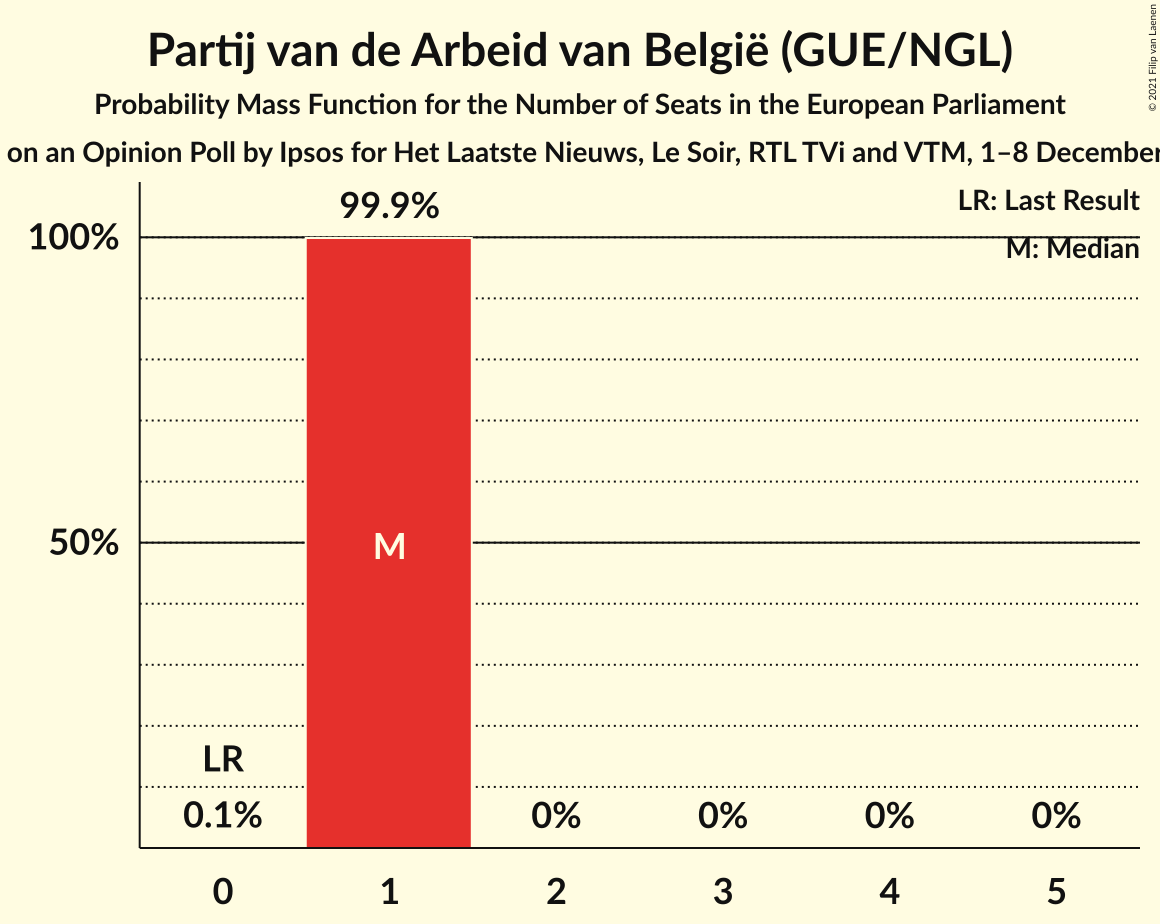 Partij van de Arbeid van België (GUE/NGL)
Probability Mass Function for the Number of Seats in the European Parliament
on an Opinion Poll by Ipsos for Het Laatste Nieuws, Le Soir, RTL TVi and VTM, 1–8 December
© 2021 Filip van Laenen
LR: Last Result
M: Median
99.9%
100%
50%
M
LR
0.1%
0%
0%
0%
0%
0
1
2
3
4
5